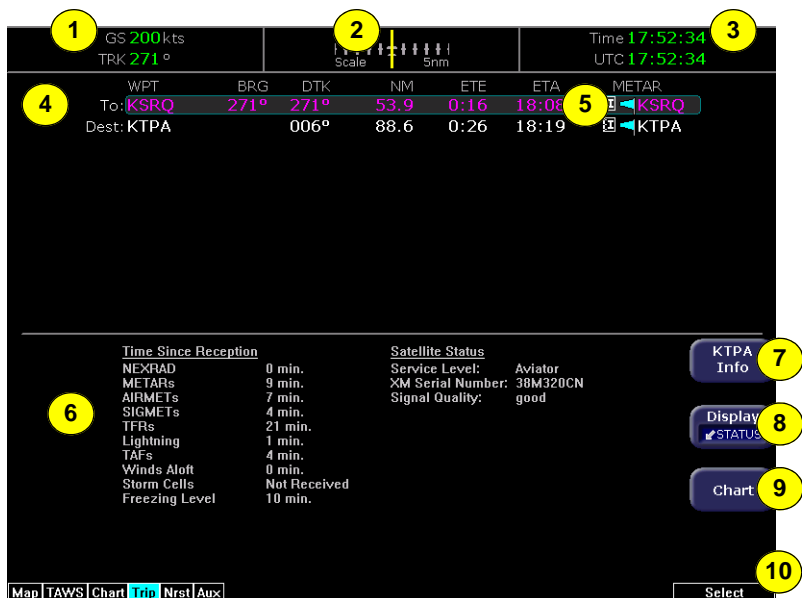 1 GS 200 kts 2 Time 17:52:34 3
TRK 271 º Scale 5nm UTC 17:52:34
WPT BRG DTK NM ETE ETA METAR
4 To: KSRQ 271º 271º 53.9 0:16 18:08 5 I KSRQ
Dest: KTPA 006º 88.6 0:26 18:19 I KTPA
Time Since Reception Satellite Status
NEXRAD 0 min. Service Level: Aviator
METARs 9 min. XM Serial Number: 38M320CN
AIRMETs 7 min. Signal Quality: good
SIGMETs 4 min.
TFRs 21 min.
Lightning 1 min.
TAFs 4 min.
Winds Aloft 0 min.
Storm Cells Not Received
Freezing Level 10 min.
6
KTPA
Info
7
Display
STATUS
8
Chart
9
10
Map TAWS Chart Trip Nrst Aux Select